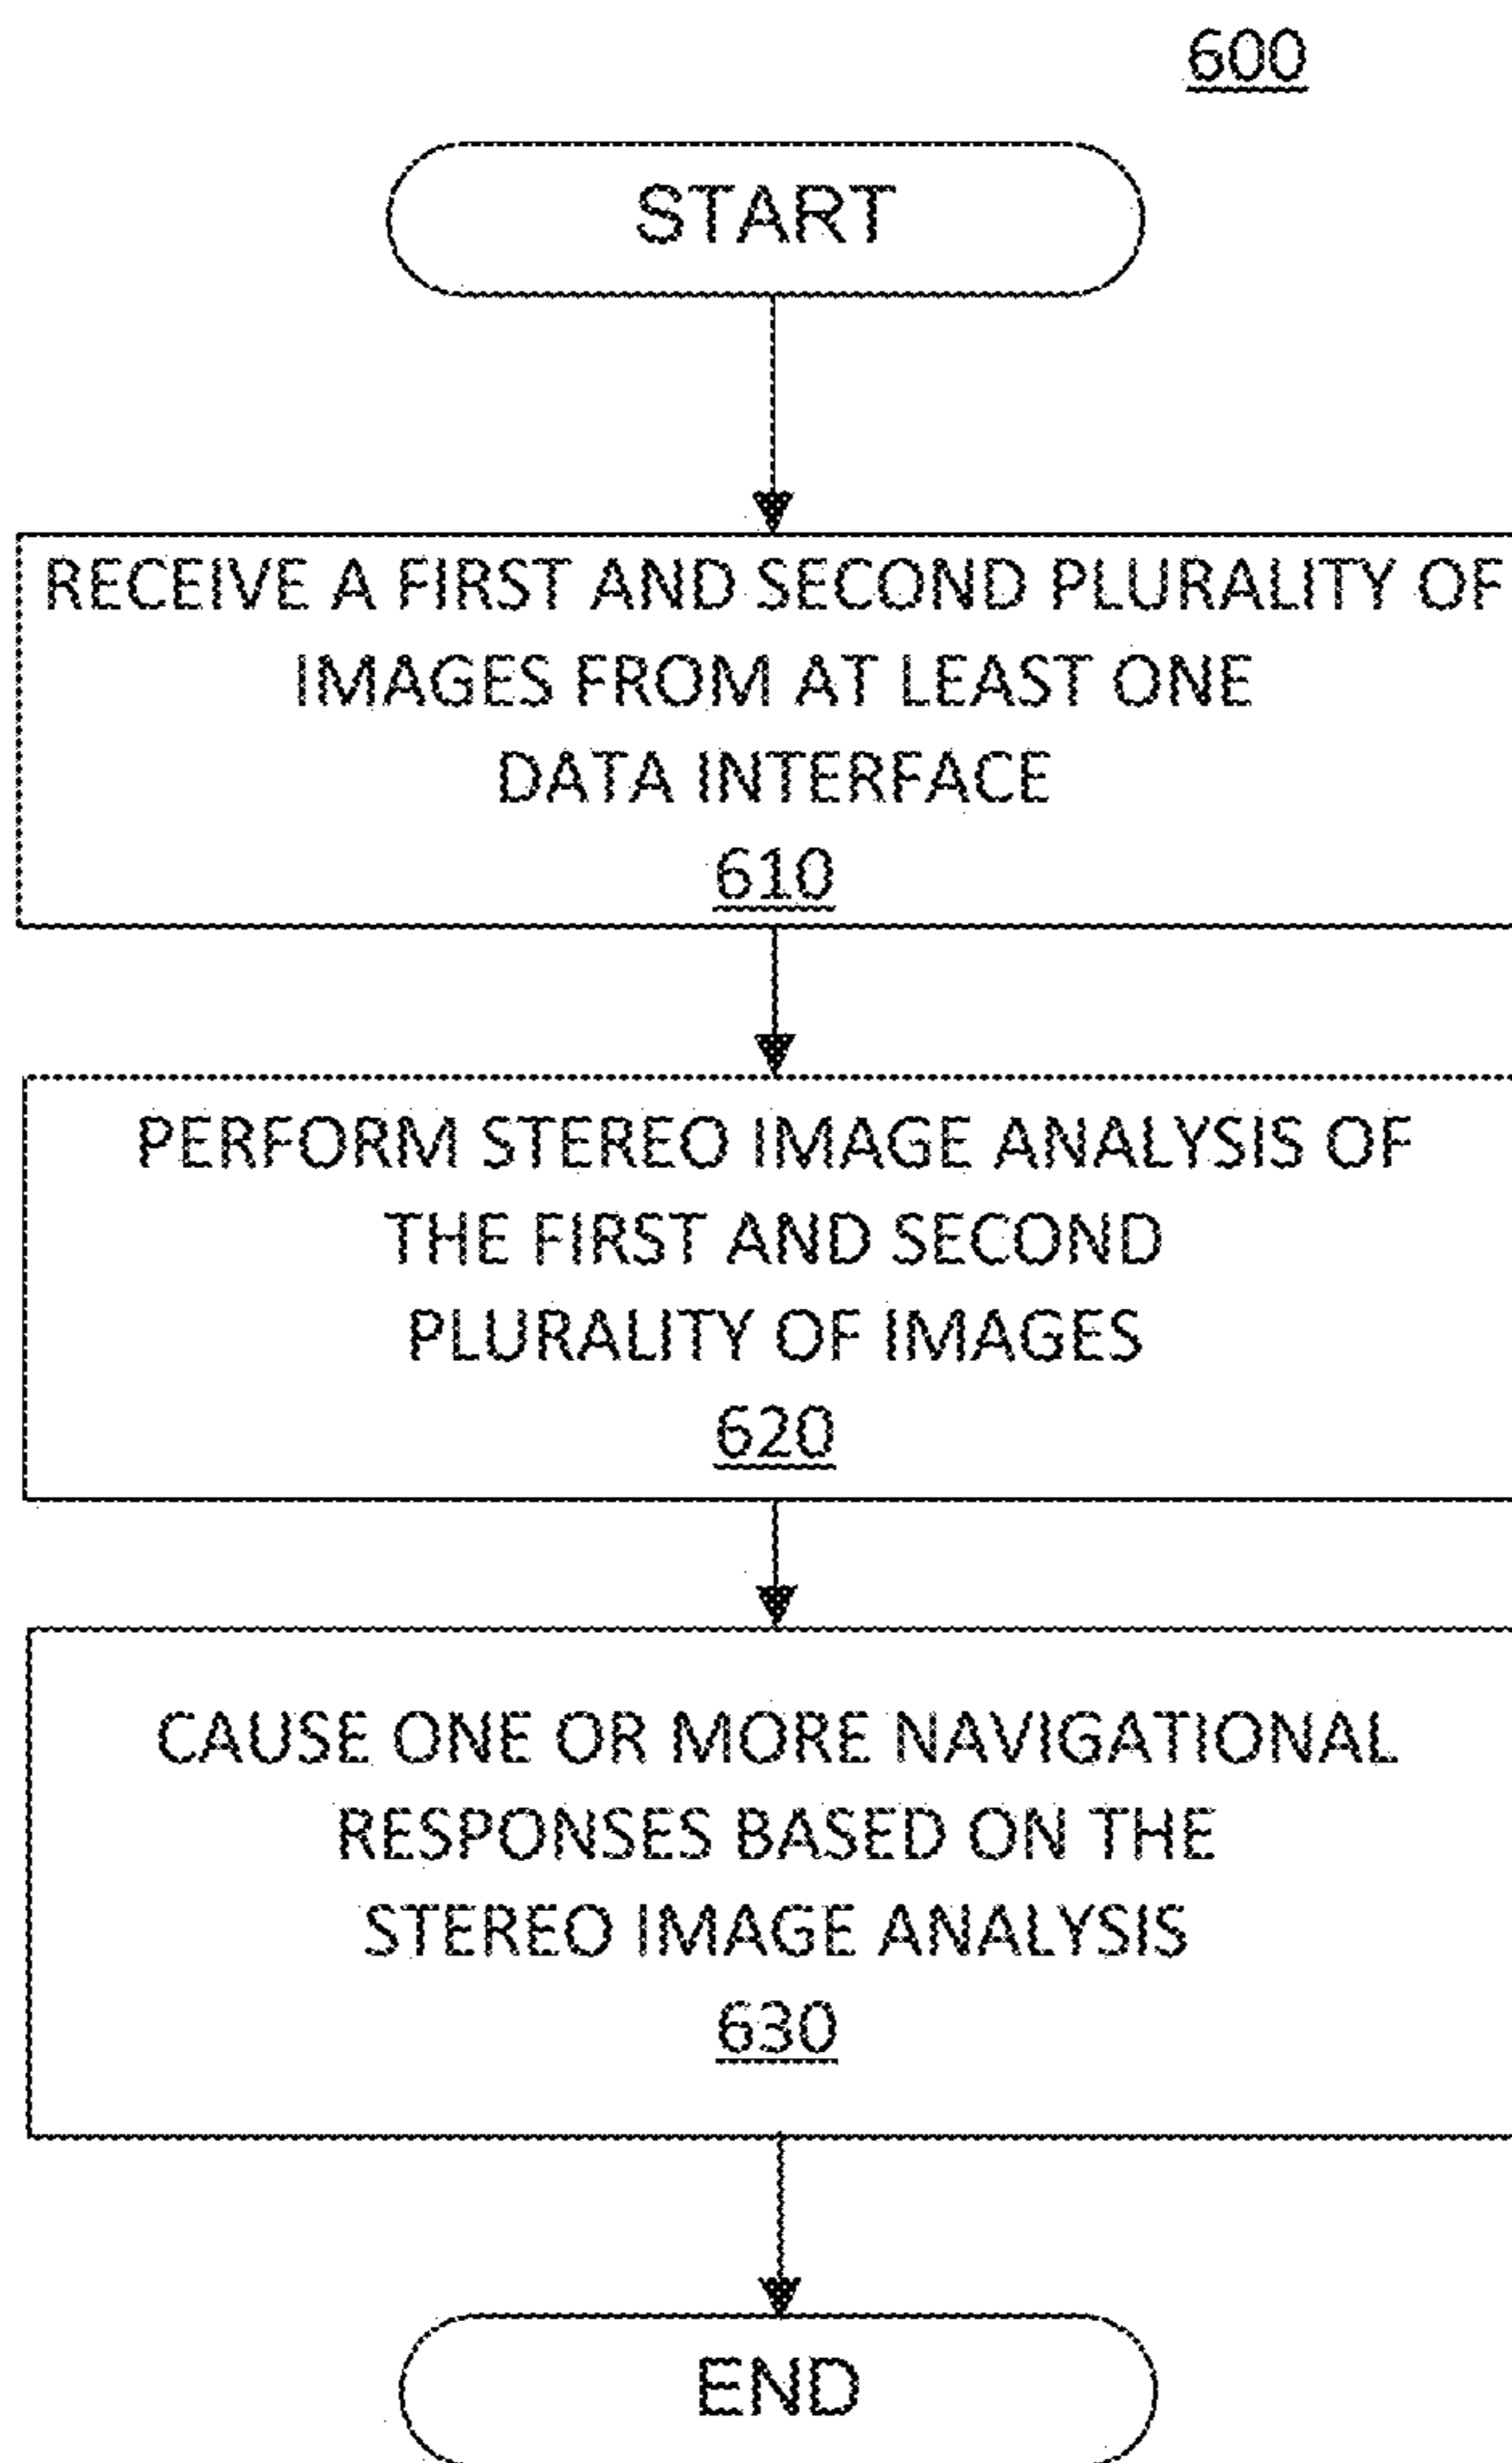 600
START
RECEIVE A FIRST AND SECOND PLURALITY OF
IMAGES FROM AT LEAST ONE
DATA INTERFACE
610
PERFORM STEREO IMAGE ANALYSIS OF
THE FIRST AND SECOND
PLURALITY OF IMAGES
620
CAUSE ONE OR MORE NAVIGATIONAL
RESPONSES BASED ON THE
STEREO IMAGE ANALYSIS
630
END